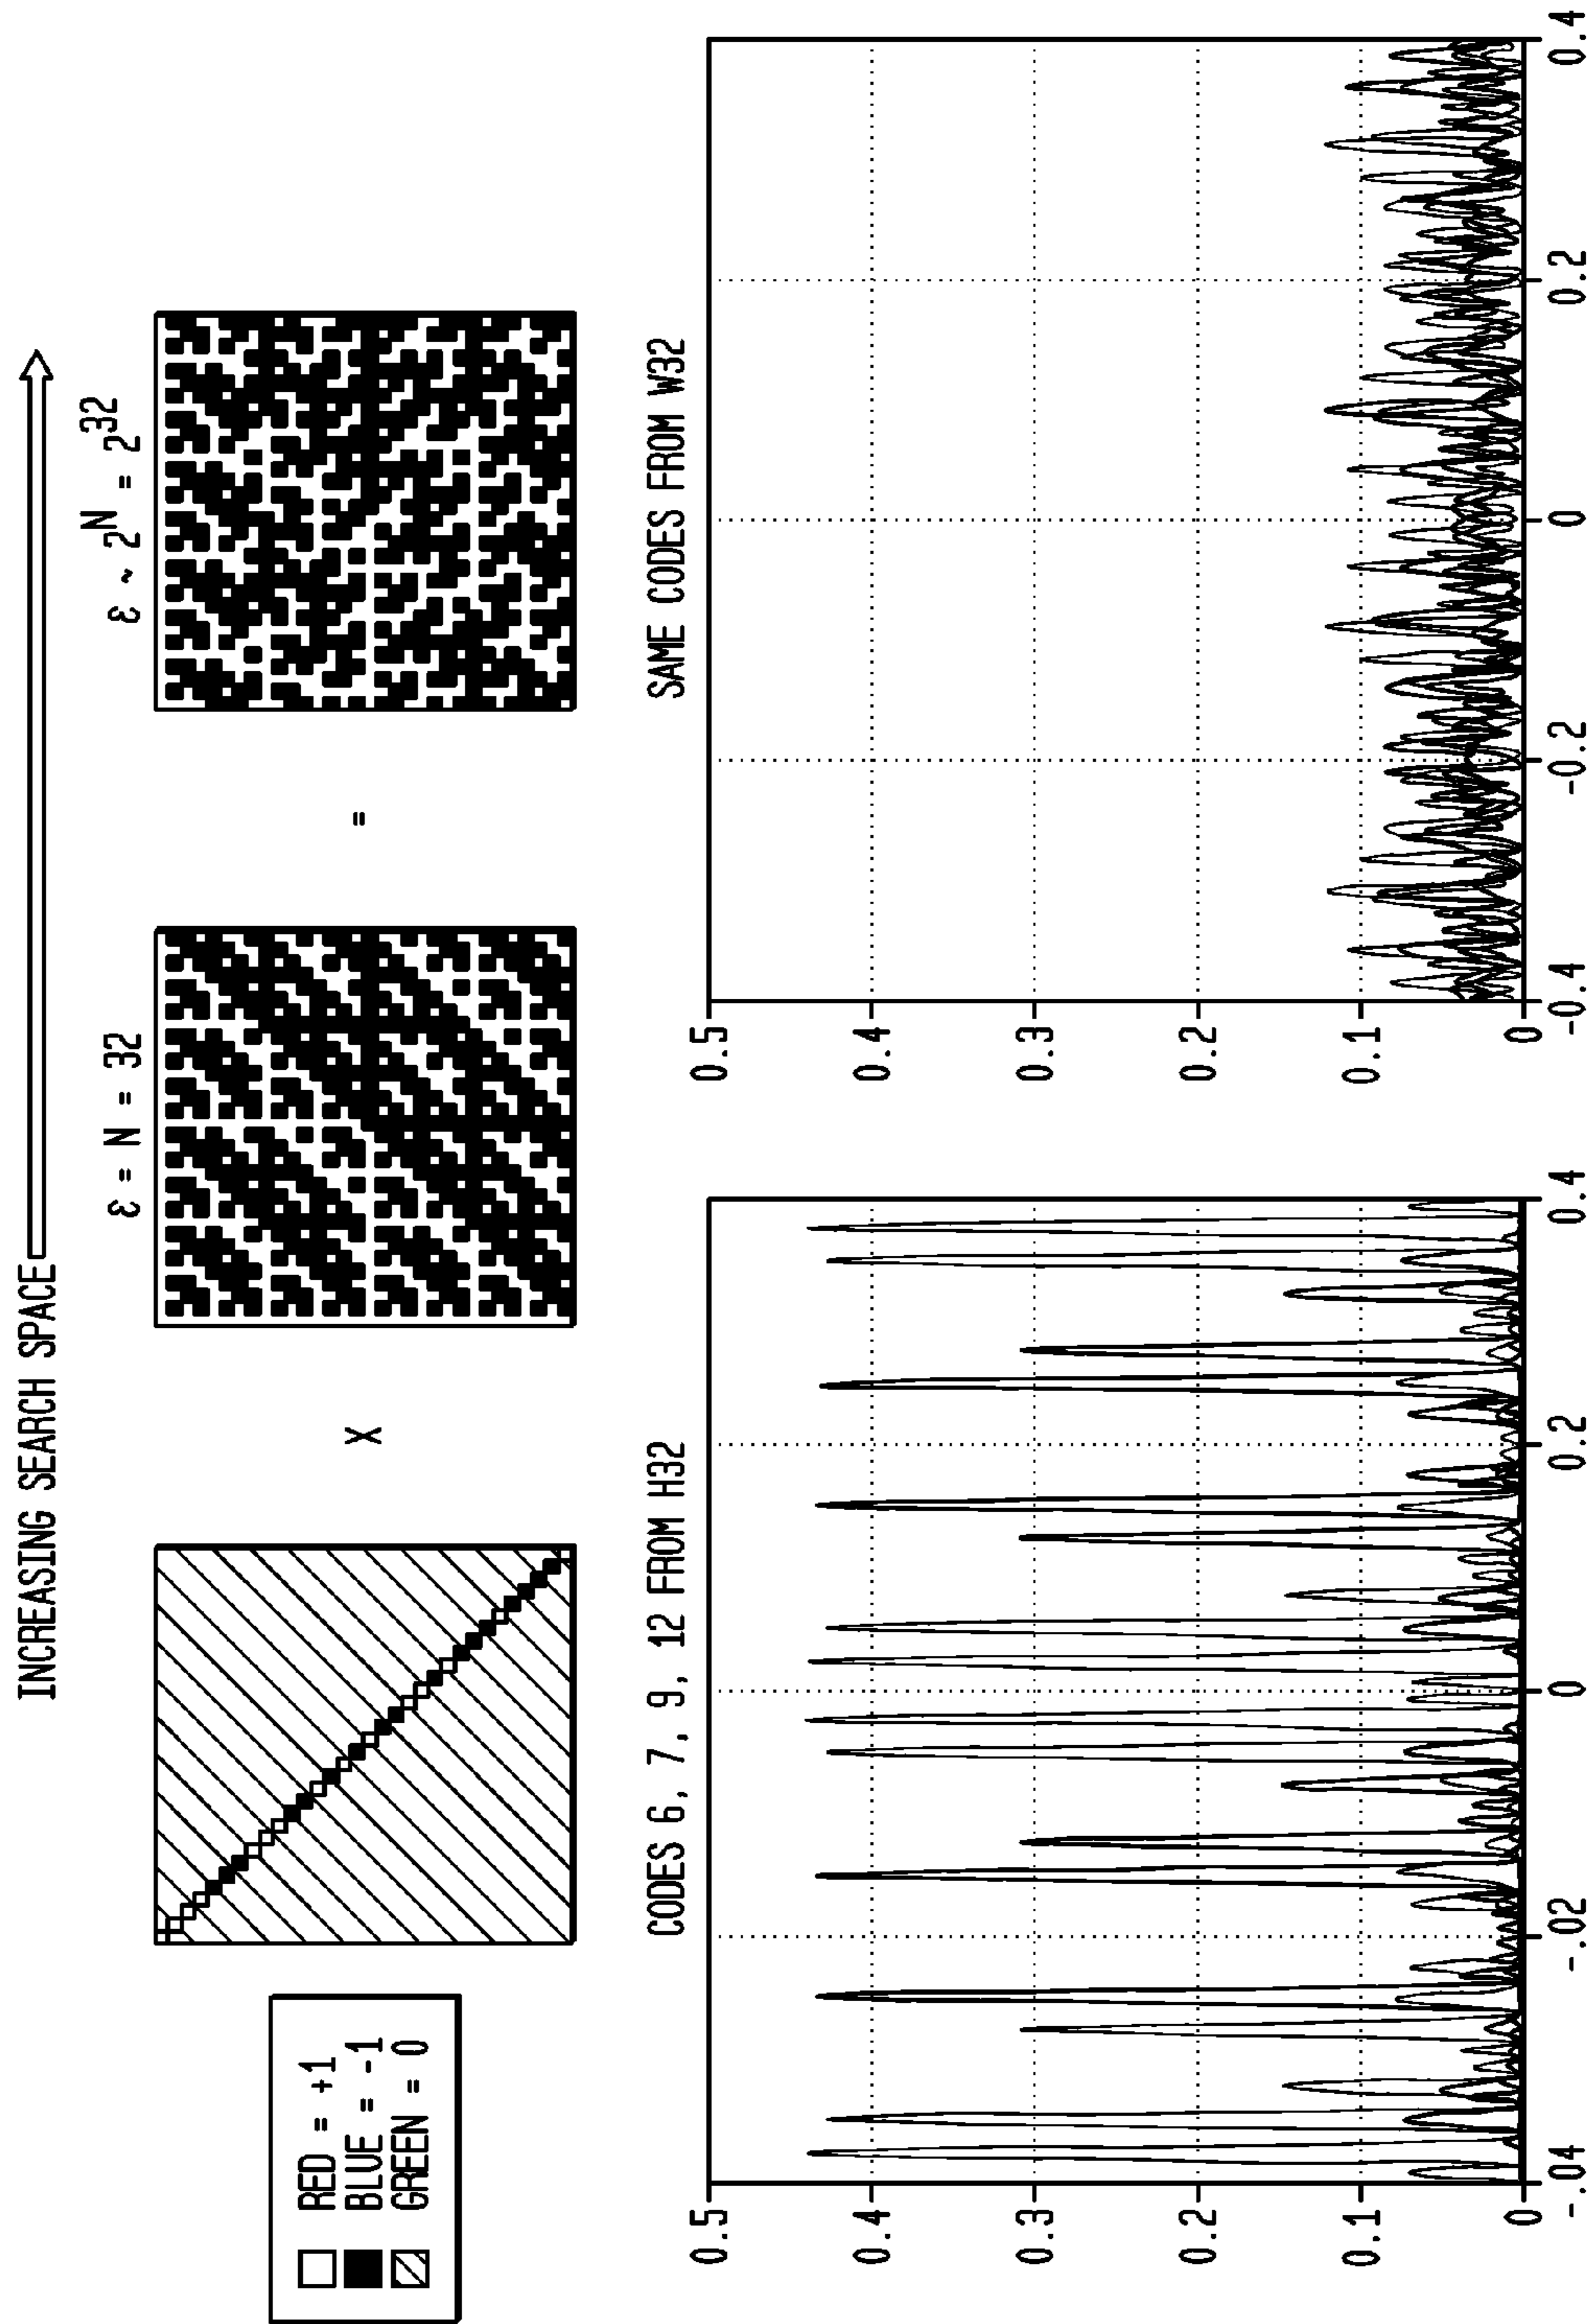 INCREASING SEARCH SPACE
RED = +1
BLUE = -1
GREEN = 0
X
ε = N = 32
=
ε ~ 2^N = 2^32
CODES 6, 7, 9, 12 FROM H32
0.5
0.4
0.3
0.2
0.1
0
-.04
-.02
0
0.2
0.4
SAME CODES FROM W32
0.5
0.4
0.3
0.2
0.1
0
-0.4
-0.2
0
0.2
0.4